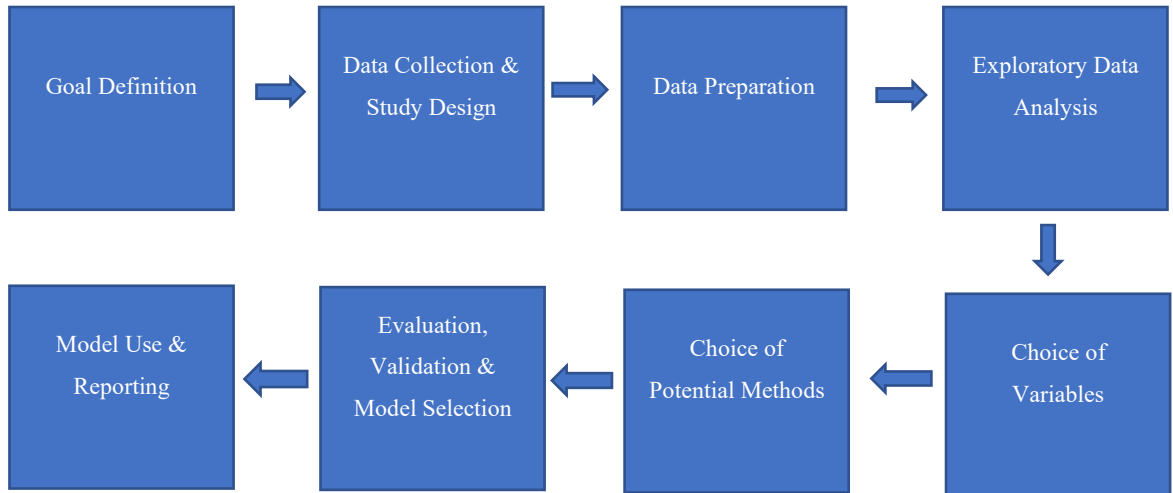 Goal Definition
Data Collection &
Study Design
Data Preparation
Exploratory Data
Analysis
Choice of
Variables
Choice of
Potential Methods
Evaluation,
Validation &
Model Selection
Model Use &
Reporting